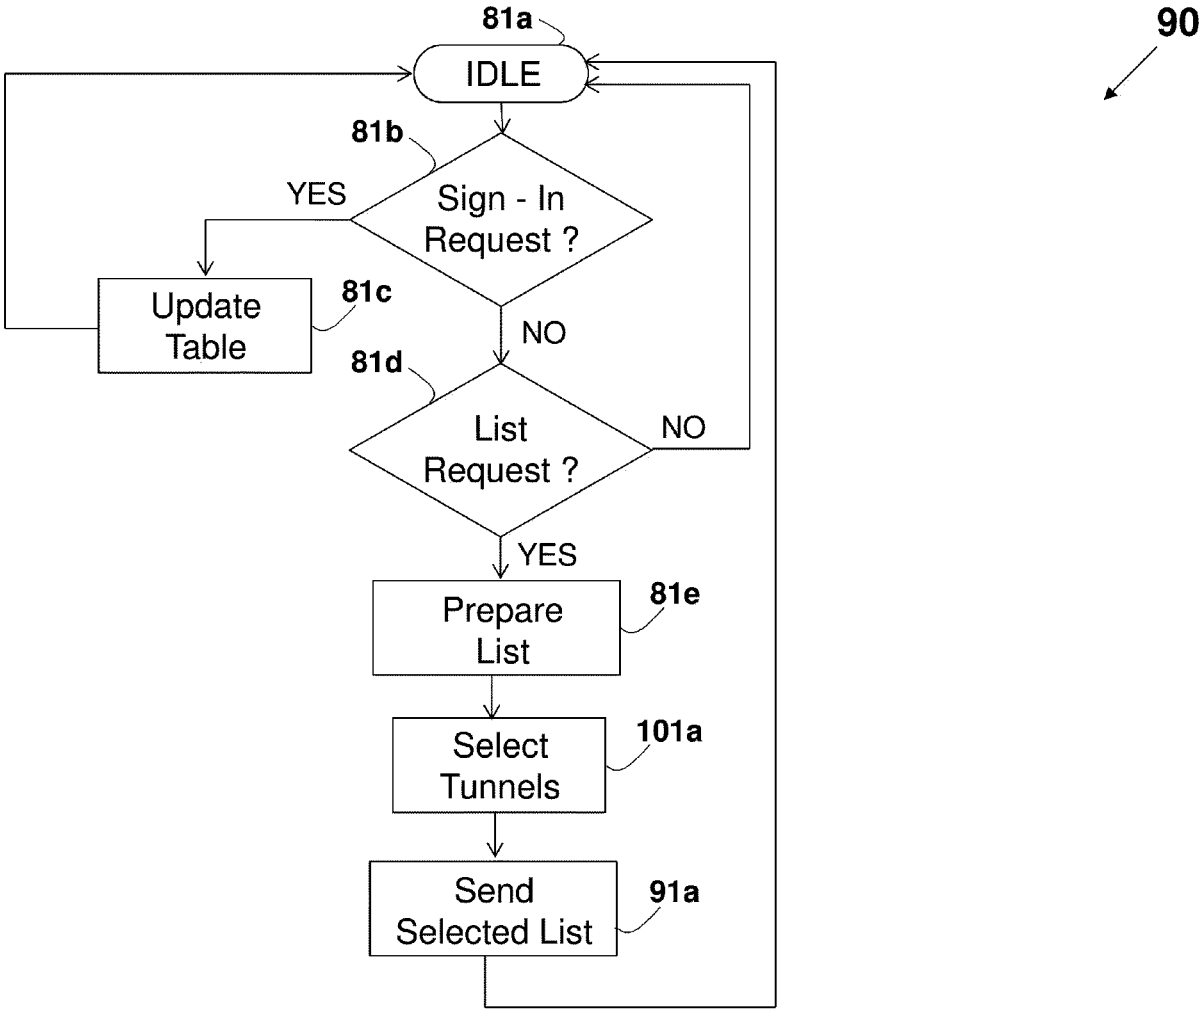 90
81a
IDLE
81b
YES
Sign - In
Request ?
Update
Table
81c
NO
81d
List
Request ?
NO
YES
Prepare
List
81e
Select
Tunnels
101a
Send
Selected List
91a